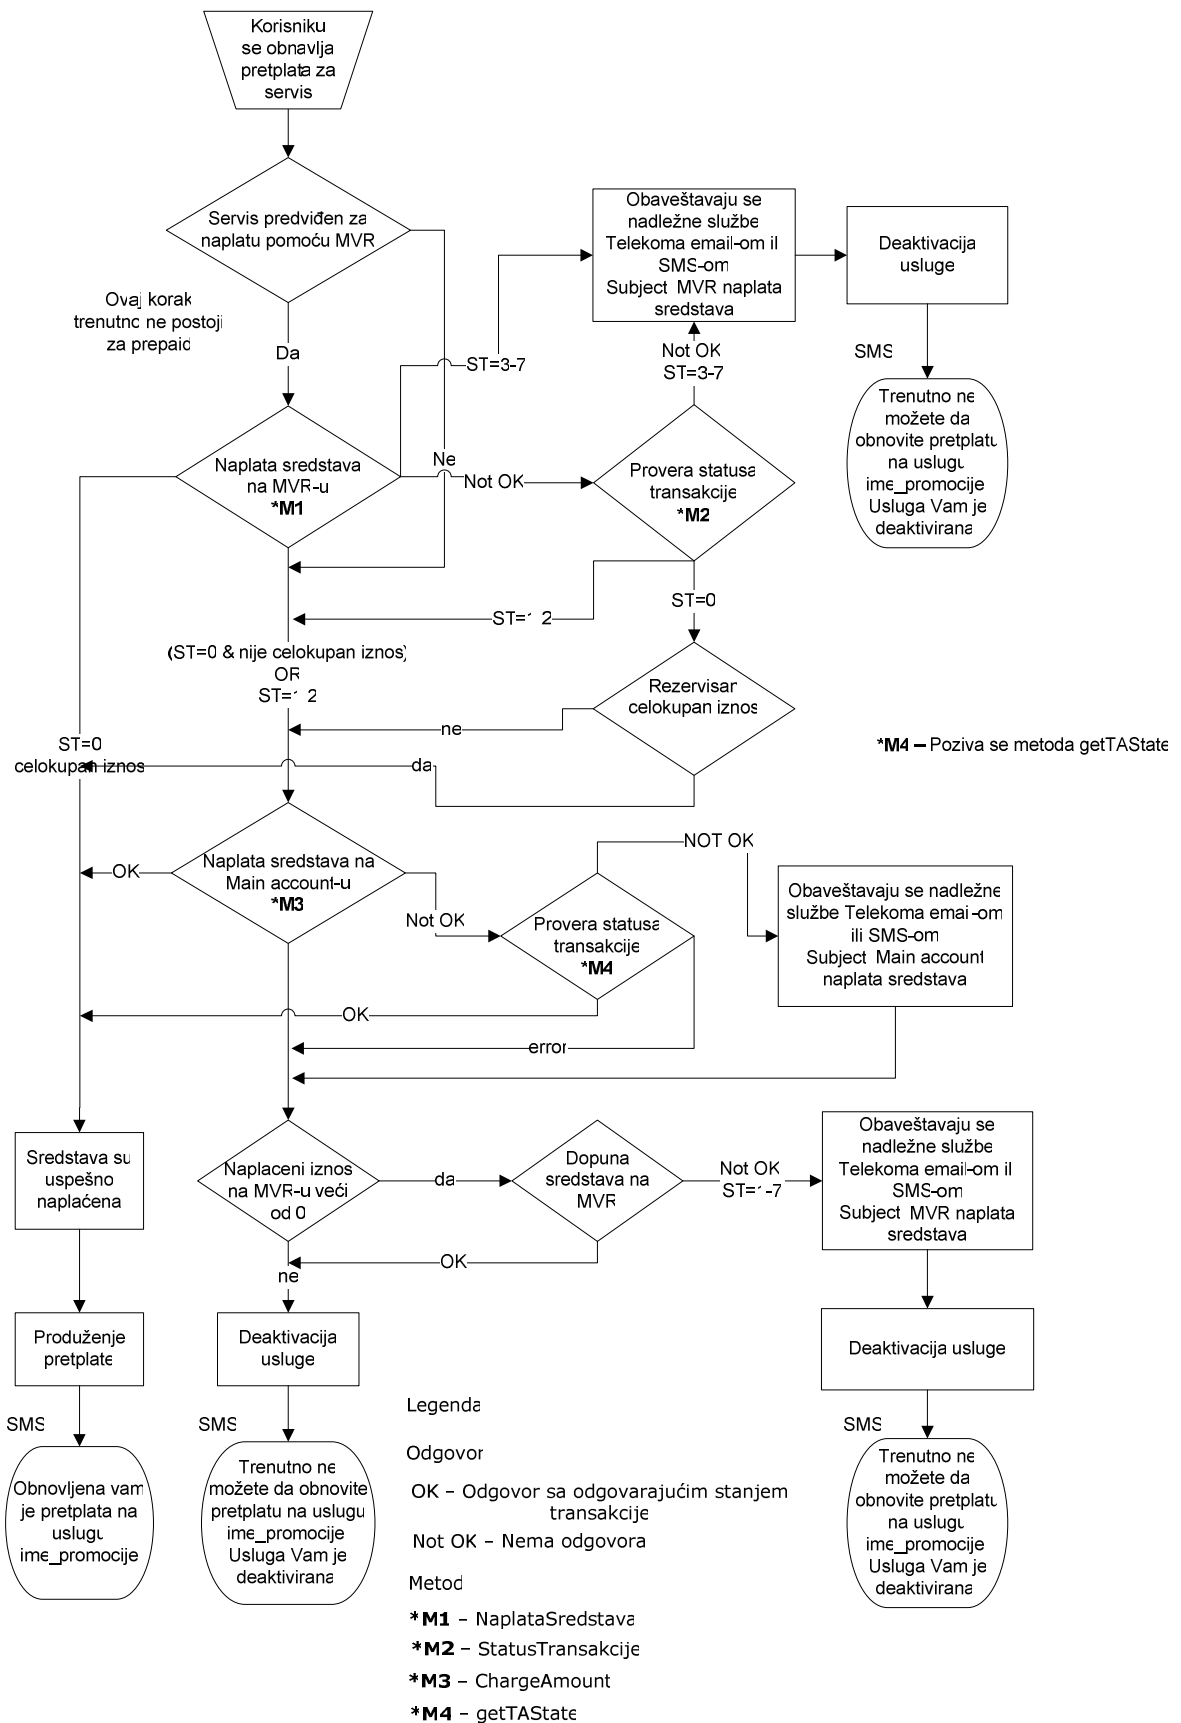 Korisniku
se obnavlja
pretplata za
servis
Servis predviđen za
naplatu pomoću MVR
Ovaj korak
trenutno ne postoji
za prepaid
Da
Ne
Obaveštavaju se
nadležne službe
Telekoma email-om il
SMS-om
Subject MVR naplata
sredstava
Deaktivacija
usluge
SMS
Trenutno ne
možete da
obnovite pretplatu
na uslugu
ime_promocije
Usluga Vam je
deaktivirana
ST=3-7
Not OK
ST=3-7
Naplata sredstava
na MVR-u
*M1
Not OK
Provera statusa
transakcije
*M2
ST=0
ST=1 2
(ST=0 & nije celokupan iznos)
OR
ST=1 2
Rezervisan
celokupan iznos
ne
da
ST=0
celokupan iznos
*M4 – Poziva se metoda getTAState
Naplata sredstava na
Main account-u
*M3
OK
Not OK
Provera statusa
transakcije
*M4
NOT OK
Obaveštavaju se nadležne
službe Telekoma email-om
ili SMS-om
Subject Main account
naplata sredstava
OK
error
Sredstava su
uspešno
naplaćena
Naplaceni iznos
na MVR-u veći
od 0
da
Dopuna
sredstava na
MVR
Not OK
ST=1-7
Obaveštavaju se
nadležne službe
Telekoma email-om il
SMS-om
Subject MVR naplata
sredstava
OK
ne
Produženje
pretplate
Deaktivacija
usluge
Deaktivacija usluge
SMS
Obnovljena vam
je pretplata na
uslugu
ime_promocije
SMS
Trenutno ne
možete da obnovite
pretplatu na uslugu
ime_promocije
Usluga Vam je
deaktivirana
SMS
Trenutno ne
možete da
obnovite pretplatu
na uslugu
ime_promocije
Usluga Vam je
deaktivirana
Legenda
Odgovor
OK – Odgovor sa odgovarajućim stanjem
transakcije
Not OK – Nema odgovora
Metod
*M1 – NaplataSredstava
*M2 – StatusTransakcije
*M3 – ChargeAmount
*M4 – getTAState